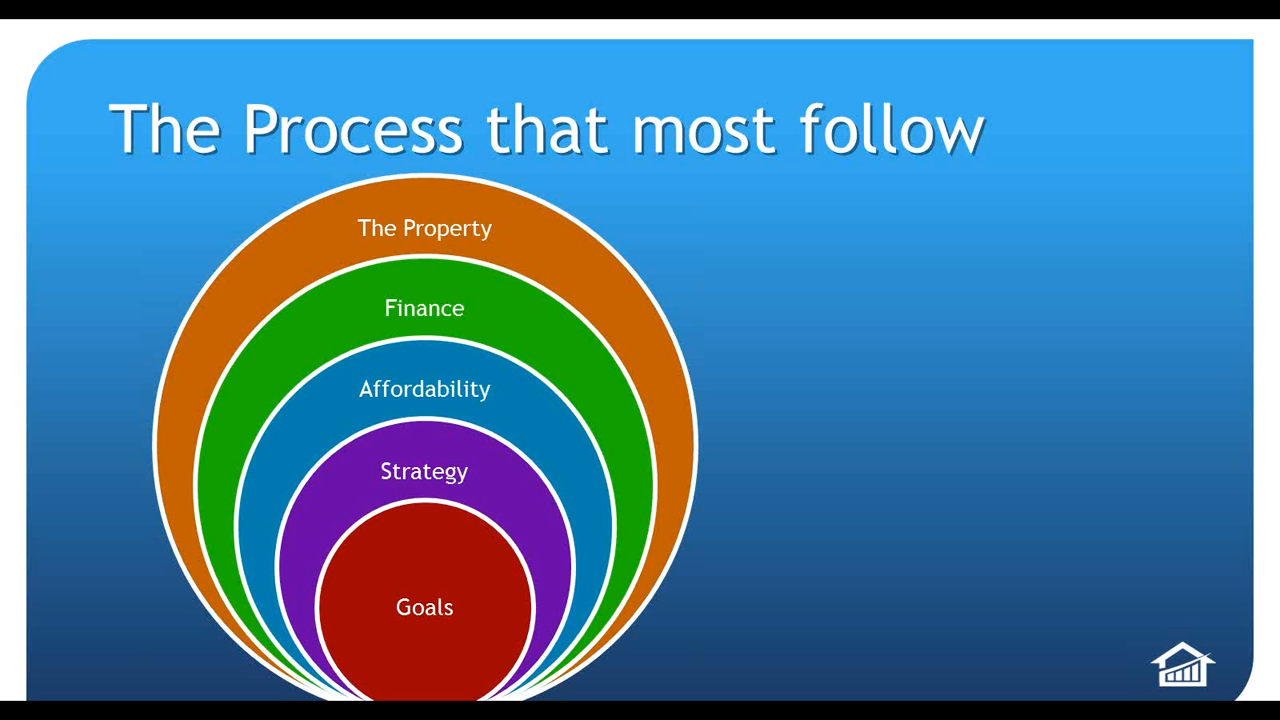 The Process that most follow
The Property
Finance
Affordability
Strategy
Goals